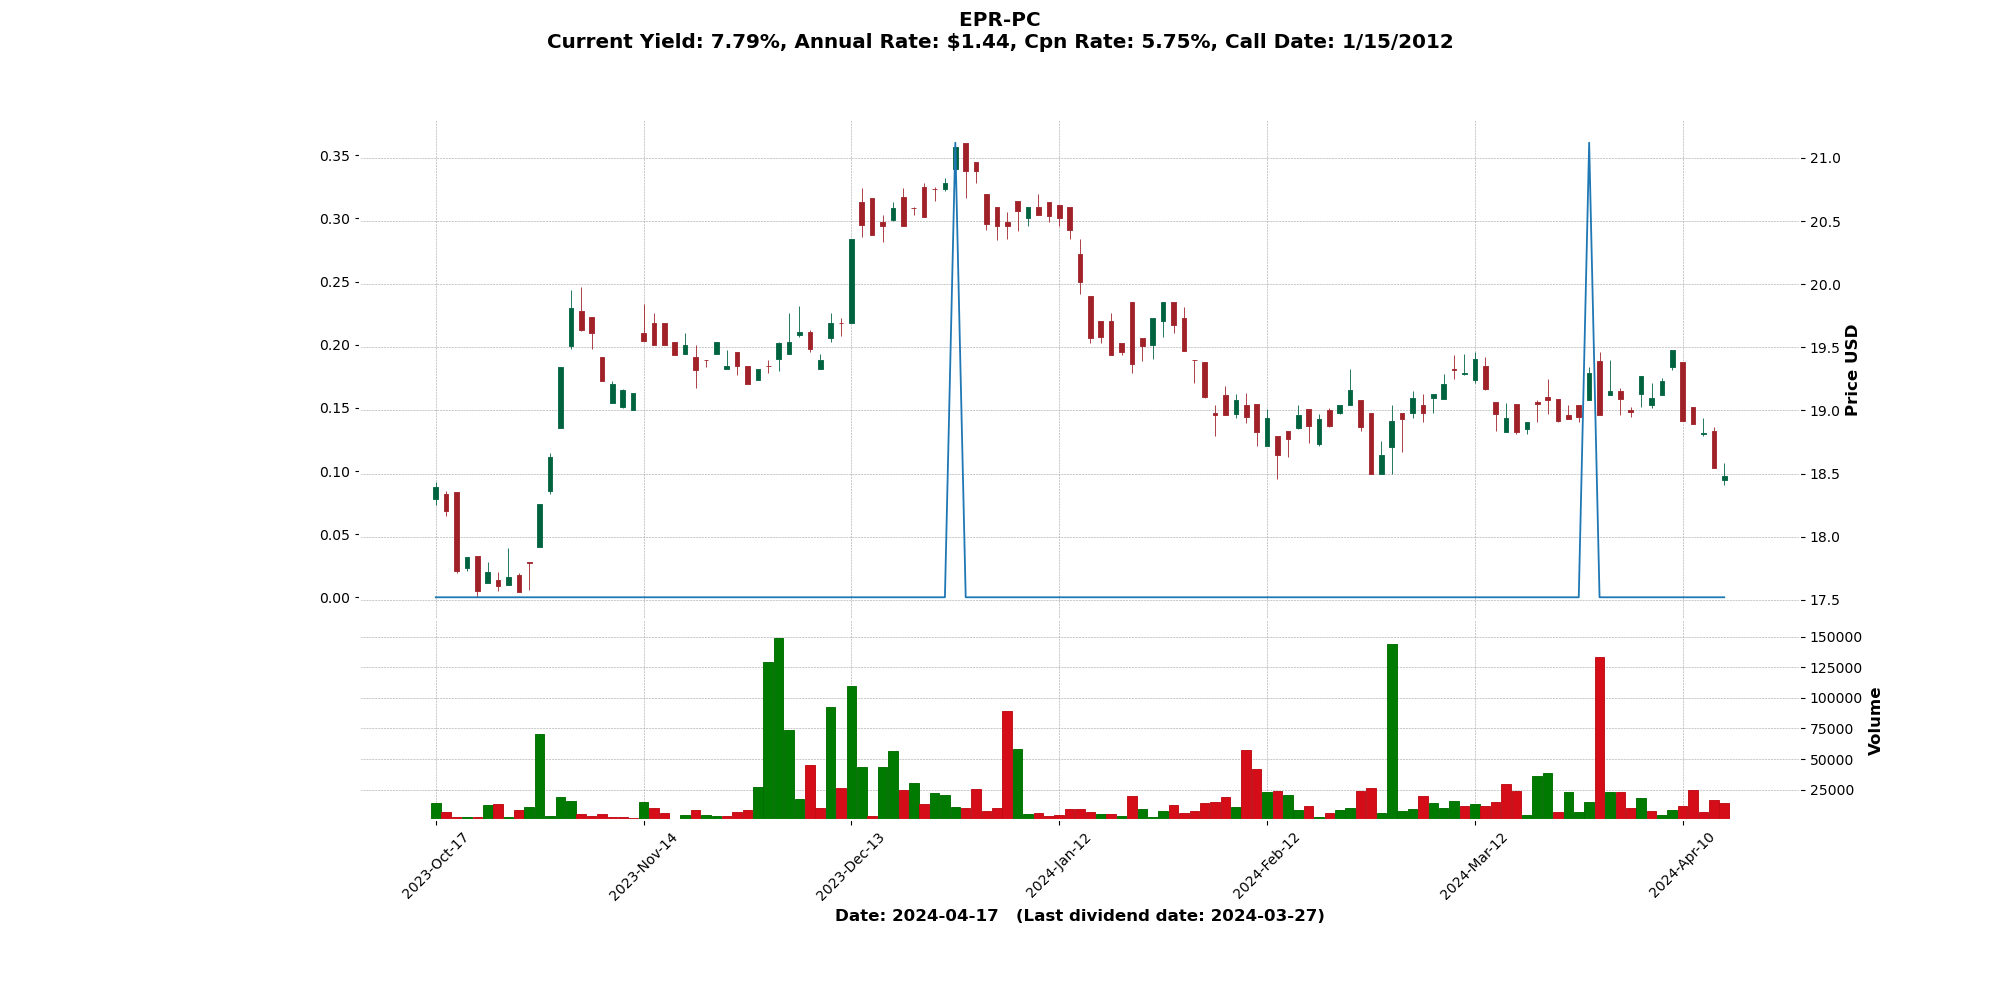 EPR-PC
Current Yield: 7.79%, Annual Rate: $1.44, Cpn Rate: 5.75%, Call Date: 1/15/2012
0.35
0.30
0.25
0.20
0.15
0.10
0.05
0.00
21.0
20.5
20.0
19.5
19.0
18.5
18.0
17.5
Price USD
150000
125000
100000
75000
50000
25000
Volume
2023-Oct-17
2023-Nov-14
2023-Dec-13
2024-Jan-12
2024-Feb-12
2024-Mar-12
2024-Apr-10
Date: 2024-04-17 (Last dividend date: 2024-03-27)